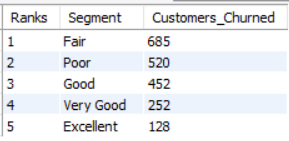 Ranks Segment Customers_Churned
1 Fair 685
2 Poor 520
3 Good 452
4 Very Good 252
5 Excellent 128